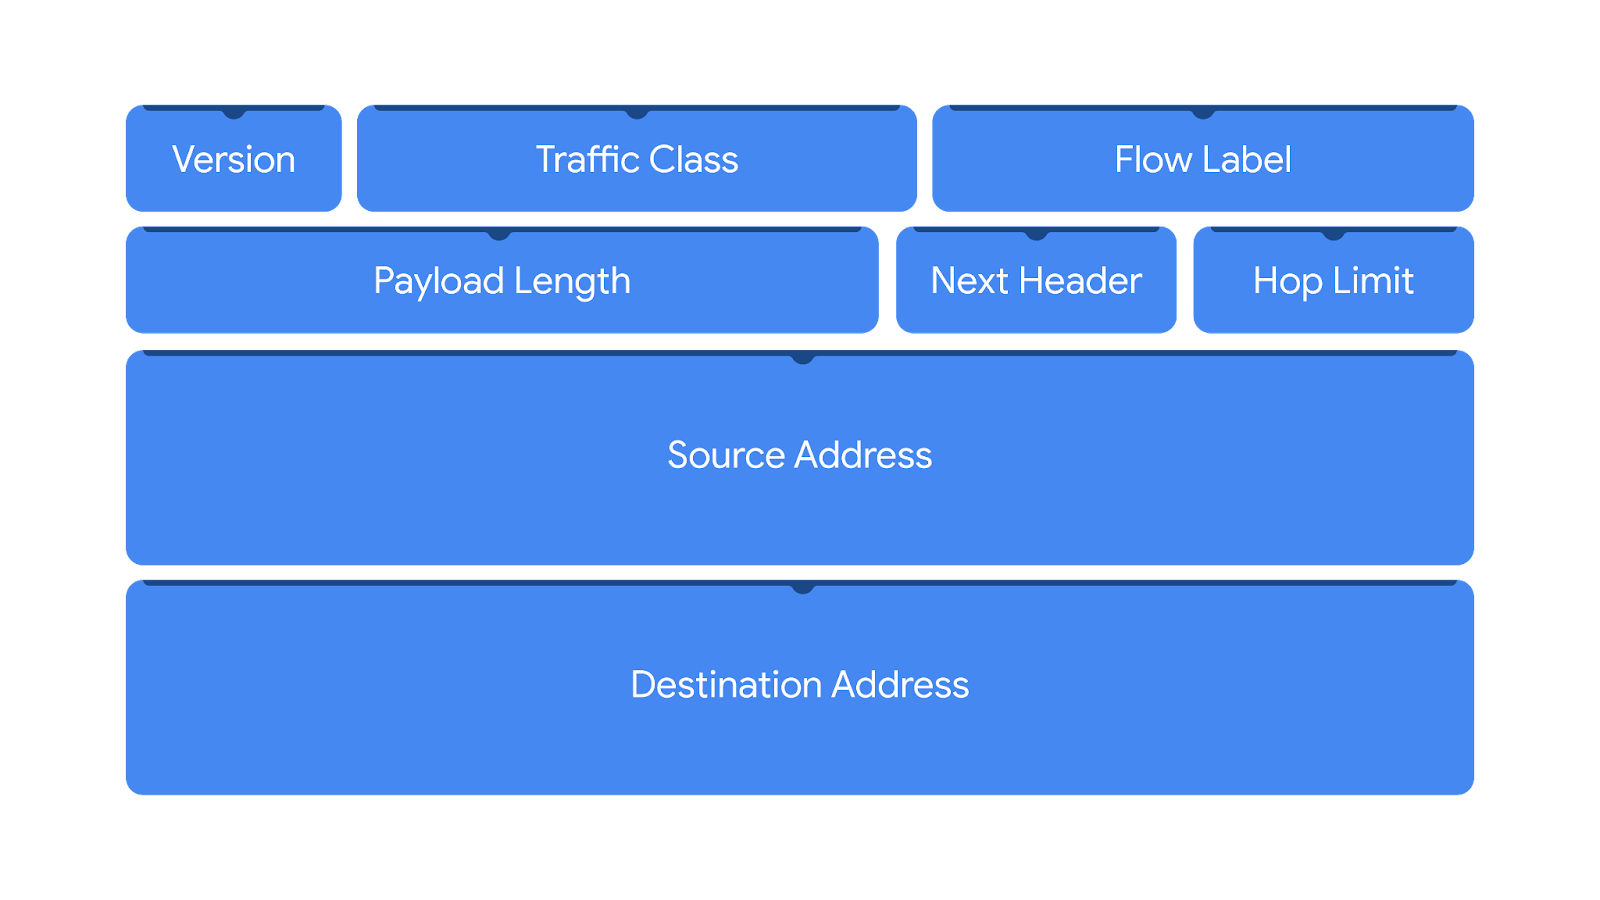 Version
Traffic Class
Flow Label
Payload Length
Next Header
Hop Limit
Source Address
Destination Address